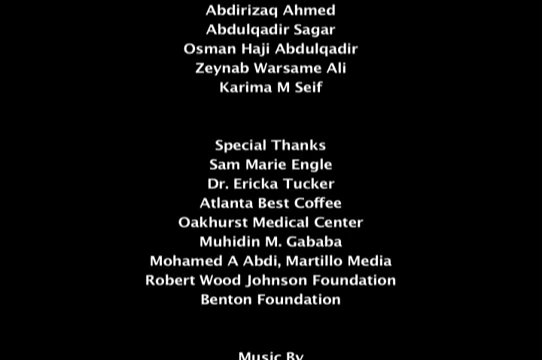 Abdirizaq Ahmed
Abdulqadir Sagar
Osman Haji Abdulqadir
Zeynab Warsame Ali
Karima M Seif
Special Thanks
Sam Marie Engle
Dr. Ericka Tucker
Atlanta Best Coffee
Oakhurst Medical Center
Muhidin M. Gababa
Mohamed A Abdi, Martillo Media
Robert Wood Johnson Foundation
Benton Foundation
Music By